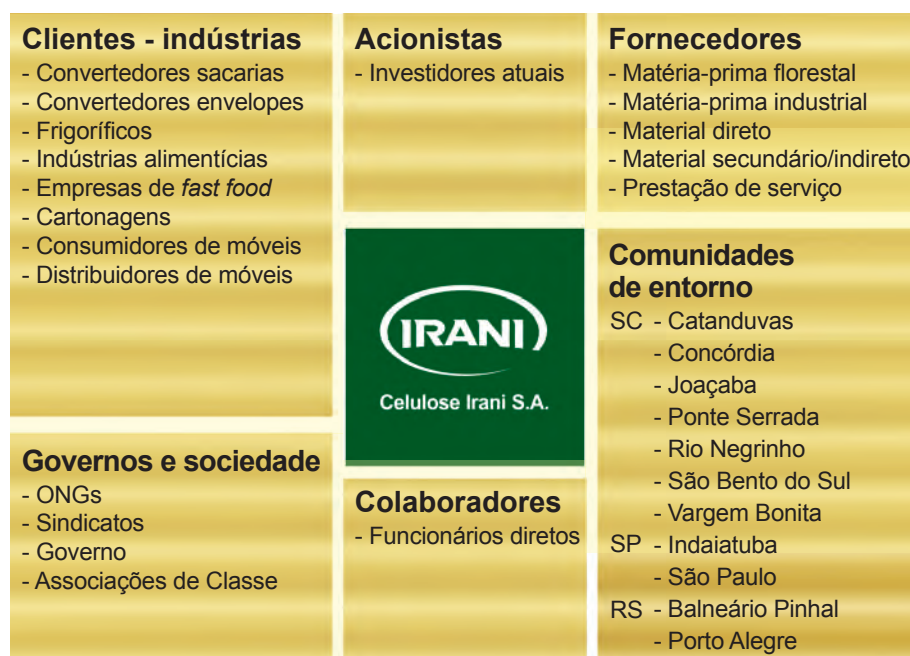 Clientes - indústrias
- Convertedores sacarias
- Convertedores envelopes
- Frigoríficos
- Indústrias alimentícias
- Empresas de fast food
- Cartonagens
- Consumidores de móveis
- Distribuidores de móveis
Acionistas
- Investidores atuais
Fornecedores
- Matéria-prima florestal
- Matéria-prima industrial
- Material direto
- Material secundário/indireto
- Prestação de serviço
IRANI
Celulose Irani S.A.
Comunidades
de entorno
SC - Catanduvas
- Concórdia
- Joaçaba
- Ponte Serrada
- Rio Negrinho
- São Bento do Sul
- Vargem Bonita
SP - Indaiatuba
- São Paulo
RS - Balneário Pinhal
- Porto Alegre
Governos e sociedade
- ONGs
- Sindicatos
- Governo
- Associações de Classe
Colaboradores
- Funcionários diretos